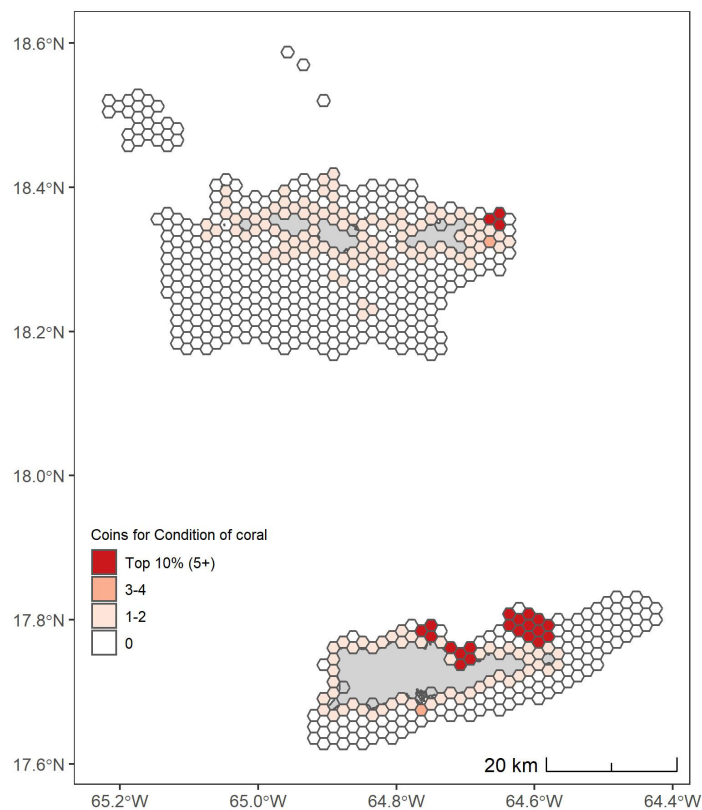 18.6°N
18.4°N
18.2°N
18.0°N
17.8°N
17.6°N
Coins for Condition of coral
Top 10% (5+)
3-4
1-2
0
20 km
65.2°W 65.0°W 64.8°W 64.6°W 64.4°W